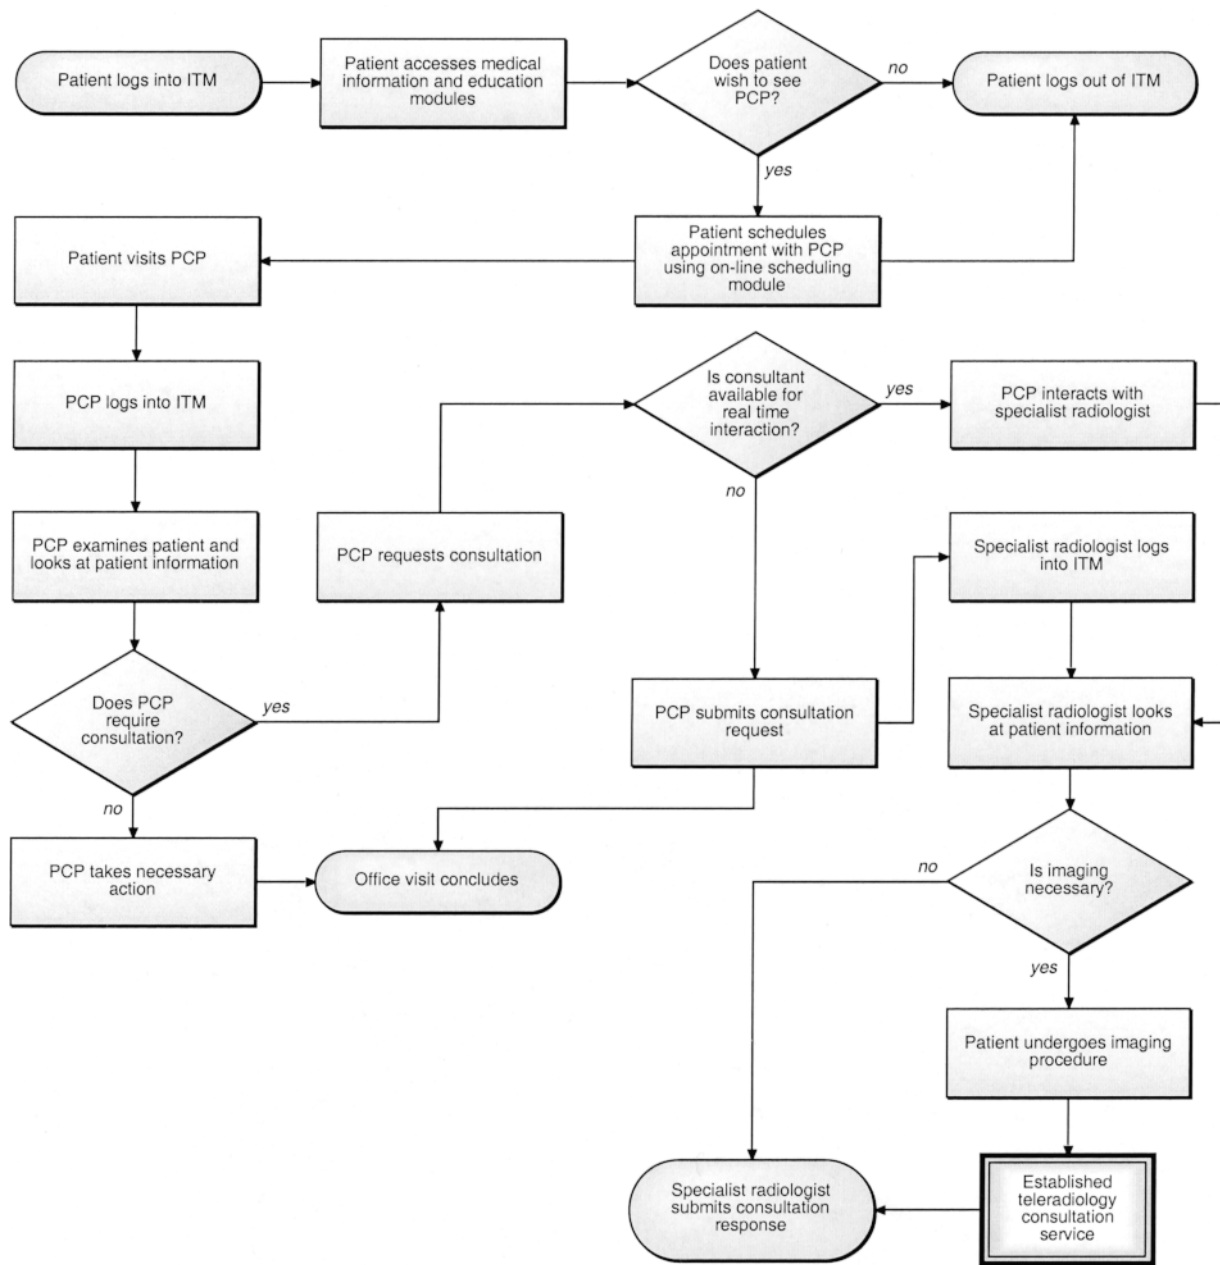 Patient logs into ITM
Patient accesses medical
information and education
modules
Does patient
wish to see
PCP?
no
Patient logs out of ITM
yes
Patient schedules
appointment with PCP
using on-line scheduling
module
Patient visits PCP
PCP logs into ITM
Is consultant
available for
real time
interaction?
yes
PCP interacts with
specialist radiologist
no
PCP examines patient and
looks at patient information
PCP requests consultation
Specialist radiologist logs
into ITM
Does PCP
require
consultation?
yes
PCP submits consultation
request
Specialist radiologist looks
at patient information
no
PCP takes necessary
action
Office visit concludes
no
Is imaging
necessary?
yes
Patient undergoes imaging
procedure
Specialist radiologist
submits consultation
response
Established
teleradiology
consultation
service